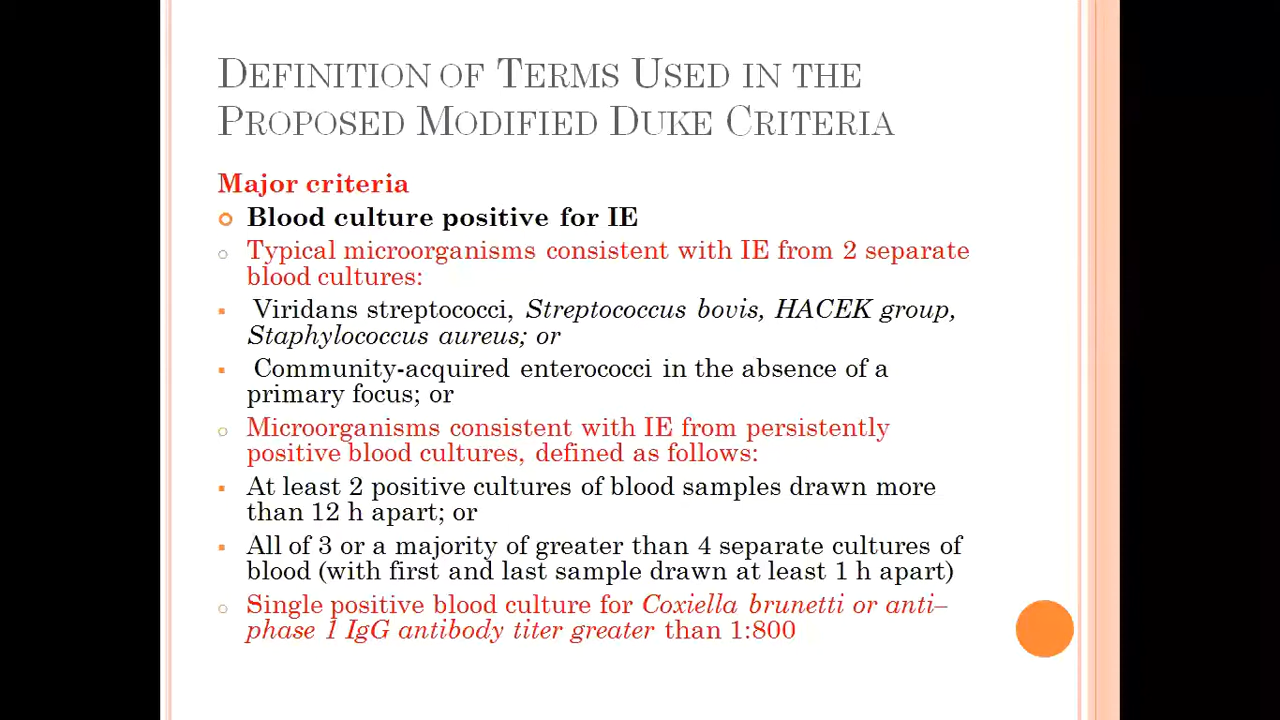 DEFINITION OF TERMS USED IN THE
PROPOSED MODIFIED DUKE CRITERIA
Major criteria
Blood culture positive for IE
Typical microorganisms consistent with IE from 2 separate
blood cultures:
Viridans streptococci, Streptococcus bovis, HACEK group,
Staphylococcus aureus; or
Community-acquired enterococci in the absence of a
primary focus; or
Microorganisms consistent with IE from persistently
positive blood cultures, defined as follows:
At least 2 positive cultures of blood samples drawn more
than 12 h apart; or
All of 3 or a majority of greater than 4 separate cultures of
blood (with first and last sample drawn at least 1 h apart)
Single positive blood culture for Coxiella brunetti or anti–
phase 1 IgG antibody titer greater than 1:800